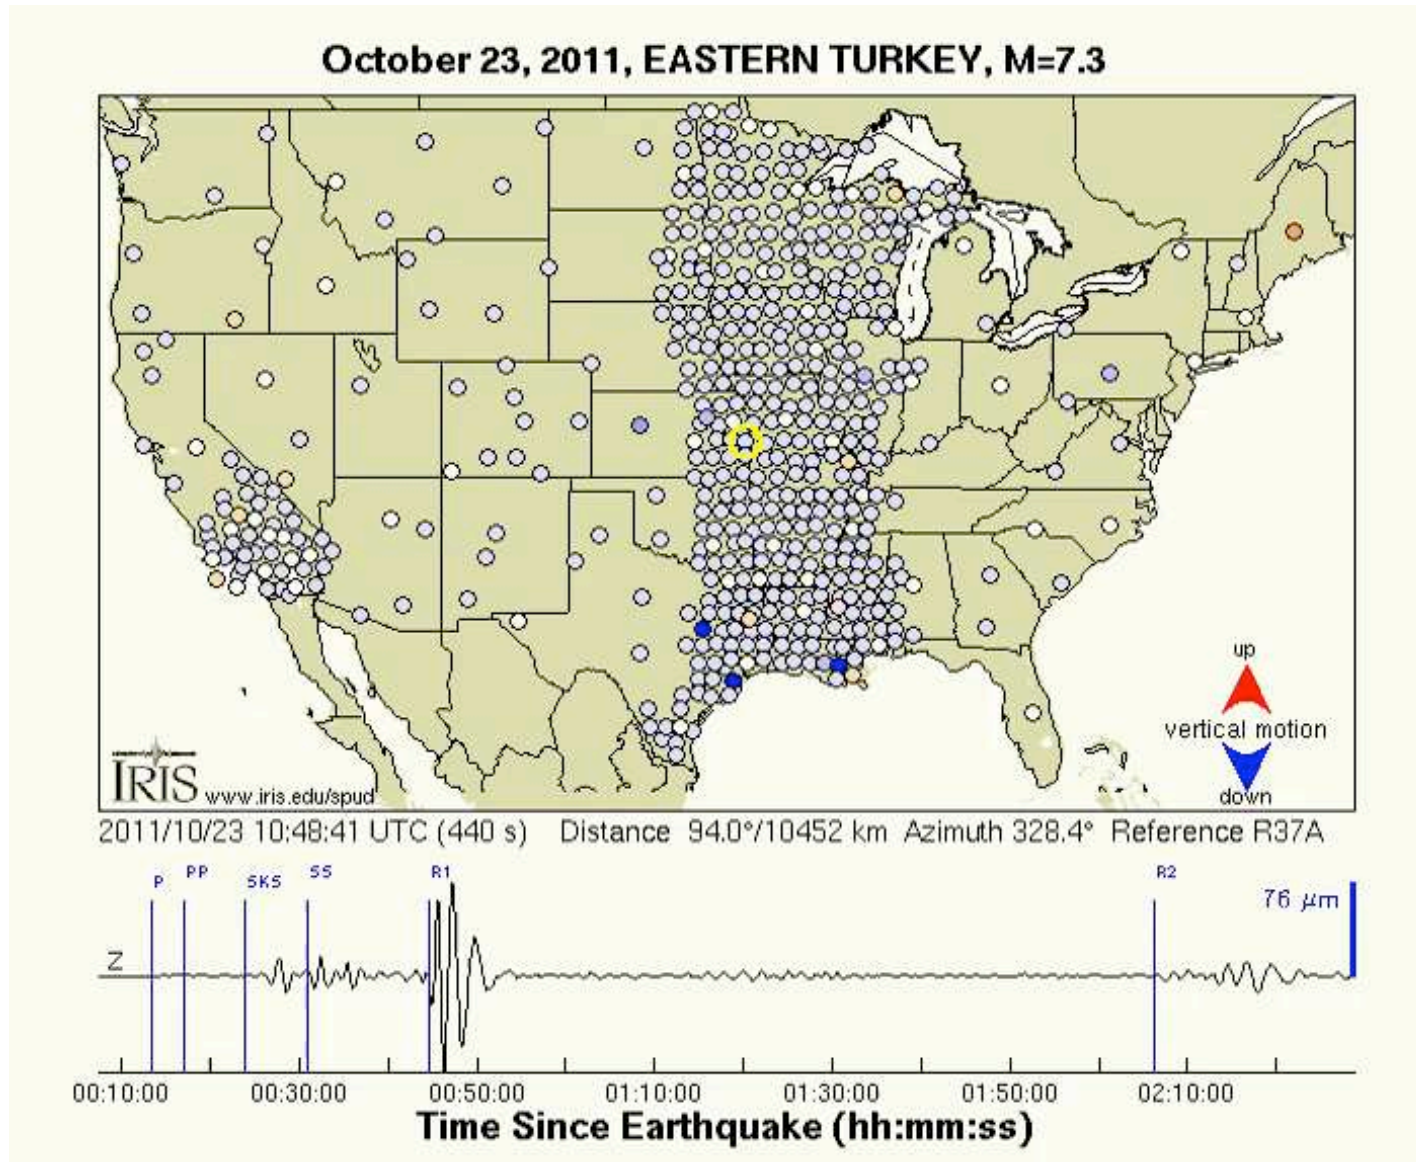 October 23, 2011, EASTERN TURKEY, M=7.3
up
vertical motion
down
IRIS www.iris.edu/spud
2011/10/23 10:48:41 UTC (440 s) Distance 94.0°/10452 km Azimuth 328.4° Reference R37A
P PP SKS SS R1 R2
76 μm
Z
00:10:00 00:30:00 00:50:00 01:10:00 01:30:00 01:50:00 02:10:00
Time Since Earthquake (hh:mm:ss)